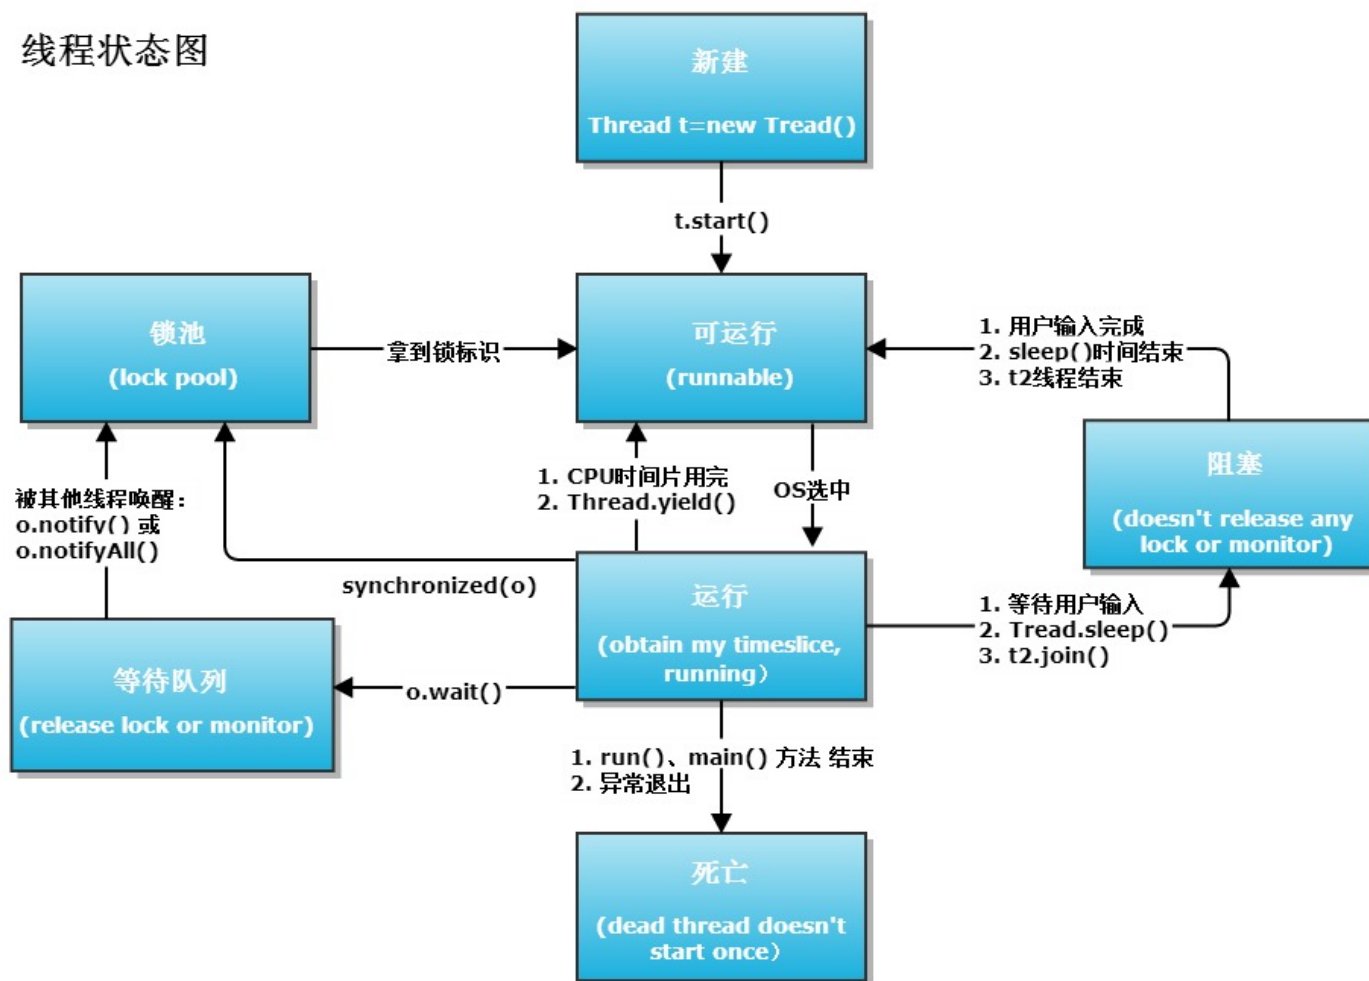 线程状态图
新建
Thread t=new Tread()
t.start()
锁池
(lock pool)
拿到锁标识
可运行
(runnable)
1. 用户输入完成
2. sleep()时间结束
3. t2线程结束
阻塞
(doesn't release any
lock or monitor)
被其他线程唤醒：
o.notify() 或
o.notifyAll()
1. CPU时间片用完
2. Thread.yield()
OS选中
synchronized(o)
运行
(obtain my timeslice,
running）
1. 等待用户输入
2. Tread.sleep()
3. t2.join()
等待队列
(release lock or monitor)
o.wait()
1. run()、main() 方法 结束
2. 异常退出
死亡
(dead thread doesn't
start once）